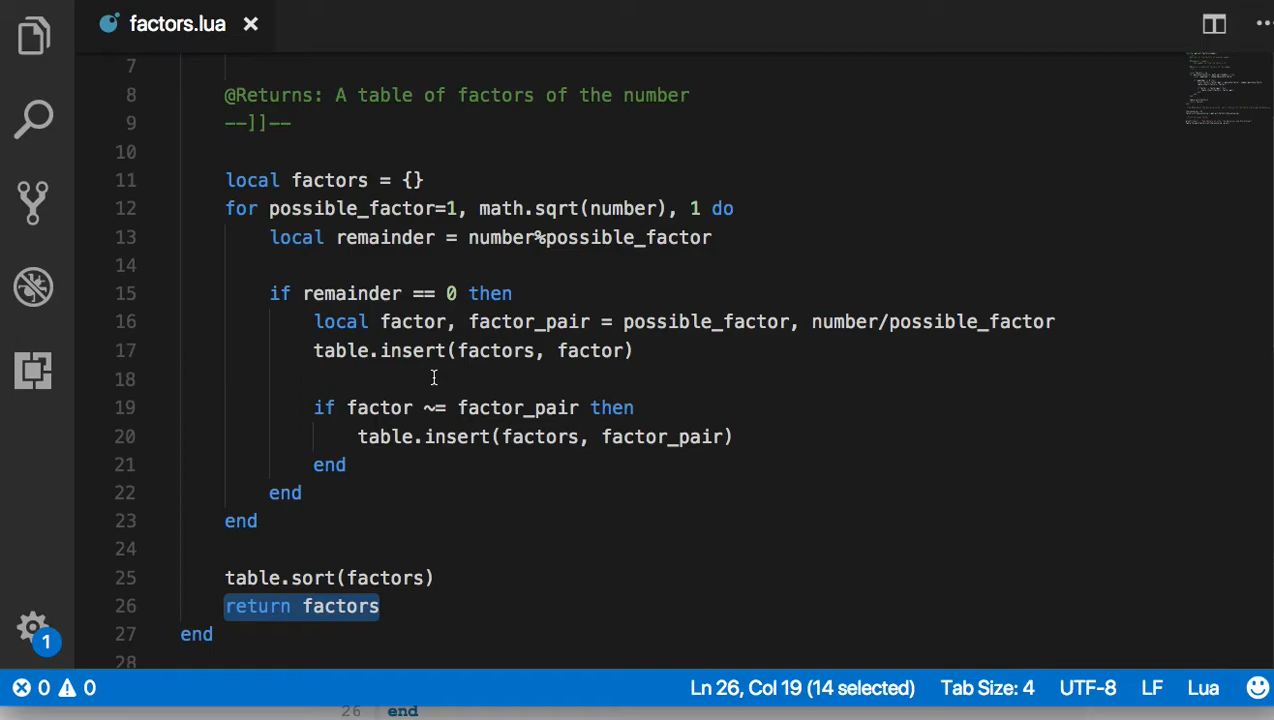 factors.lua ×
7
8 @Returns: A table of factors of the number
9 --]]--
10
11 local factors = {}
12 for possible_factor=1, math.sqrt(number), 1 do
13 local remainder = number%possible_factor
14
15 if remainder == 0 then
16 local factor, factor_pair = possible_factor, number/possible_factor
17 table.insert(factors, factor)
18
19 if factor ~= factor_pair then
20 table.insert(factors, factor_pair)
21 end
22 end
23 end
24
25 table.sort(factors)
26 return factors
27 end
28
1
0 0 Ln 26, Col 19 (14 selected) Tab Size: 4 UTF-8 LF Lua
26 end